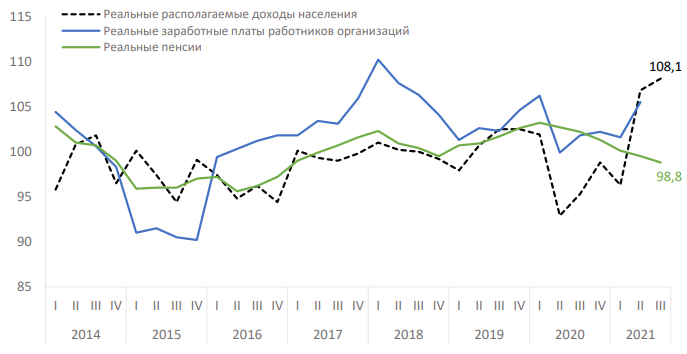 115
110
105
100
95
90
85
Реальные располагаемые доходы населения
Реальные заработные платы работников организаций
Реальные пенсии
108,1
98,8
I II III IV I II III IV I II III IV I II III IV I II III IV I II III IV I II III IV I II III
2014 2015 2016 2017 2018 2019 2020 2021